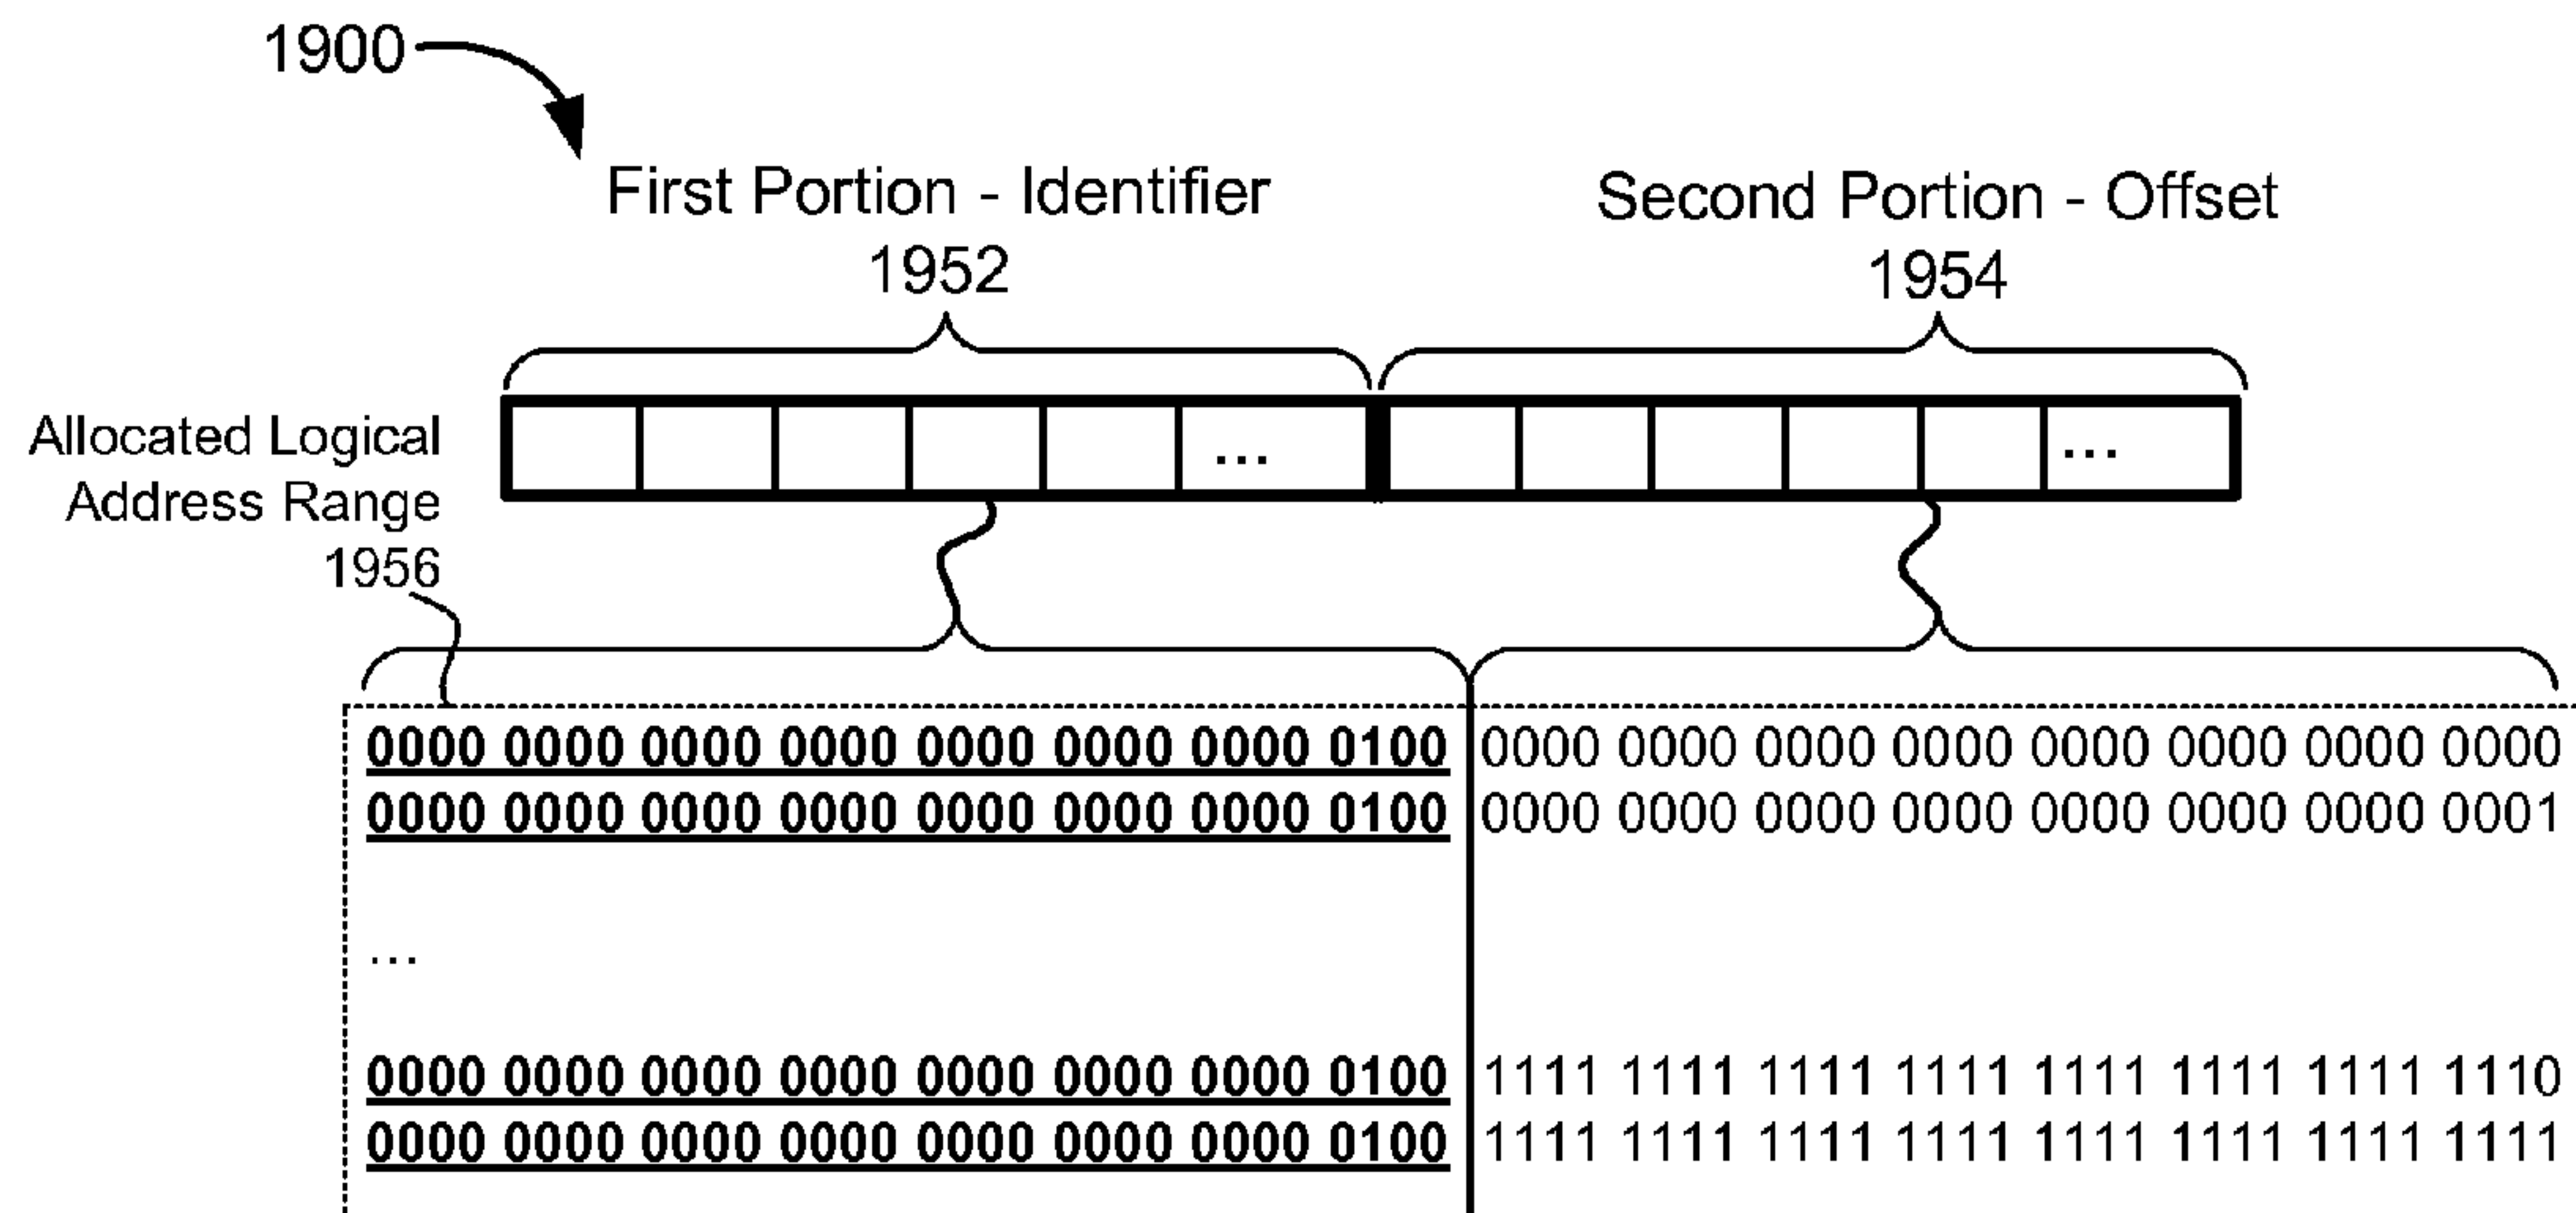 1900
First Portion - Identifier
1952
Second Portion - Offset
1954
Allocated Logical
Address Range
1956
...
...
0000 0000 0000 0000 0000 0000 0000 0100 0000 0000 0000 0000 0000 0000 0000 0000
0000 0000 0000 0000 0000 0000 0000 0100 0000 0000 0000 0000 0000 0000 0000 0001
...
0000 0000 0000 0000 0000 0000 0000 0100 1111 1111 1111 1111 1111 1111 1111 1110
0000 0000 0000 0000 0000 0000 0000 0100 1111 1111 1111 1111 1111 1111 1111 1111